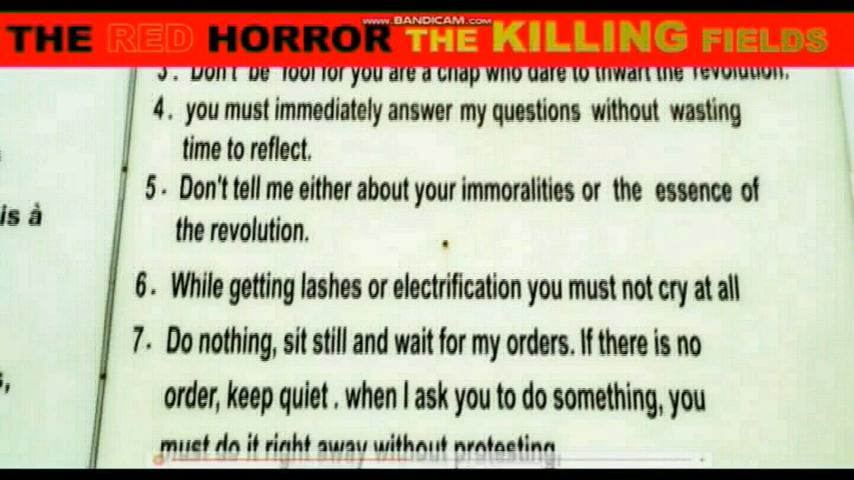 WWW.BANDICAM.COM
THE RED HORROR THE KILLING FIELDS
3. Don't be fool for you are a chap who dare to thwart the revolution.
4. you must immediately answer my questions without wasting
time to reflect.
5. Don't tell me either about your immoralities or the essence of
is à
the revolution.
6. While getting lashes or electrification you must not cry at all
7. Do nothing, sit still and wait for my orders. If there is no
order, keep quiet. when I ask you to do something, you
must do it right away without protesting.